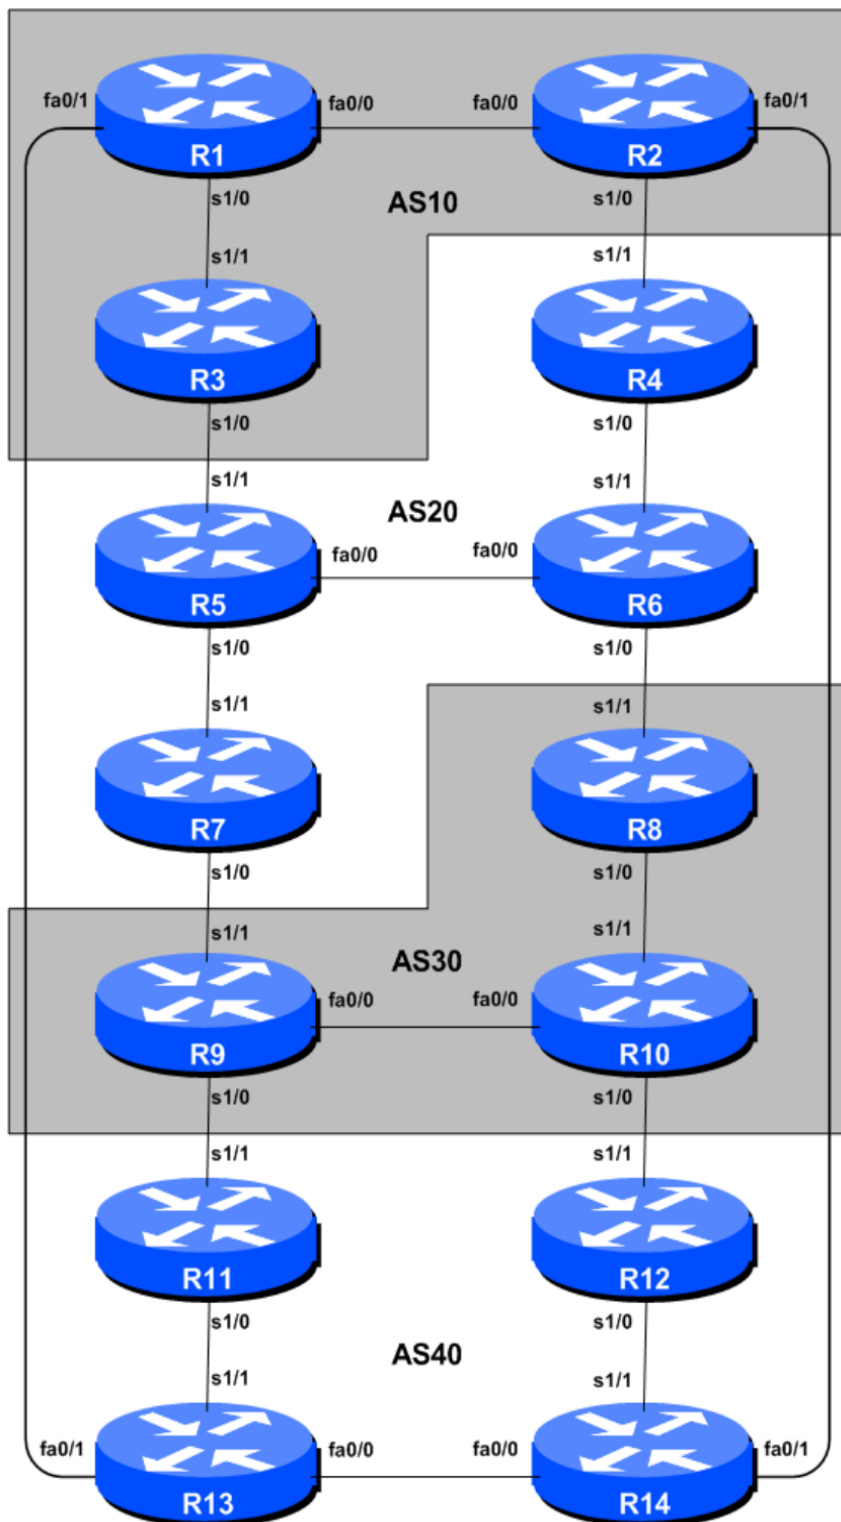 fa0/1
fa0/0
fa0/0
fa0/1
R1
R2
s1/0
AS10
s1/0
s1/1
s1/1
R3
R4
s1/0
s1/0
s1/1
s1/1
AS20
fa0/0
fa0/0
R5
R6
s1/0
s1/0
s1/1
s1/1
R7
R8
s1/0
s1/0
s1/1
s1/1
AS30
fa0/0
fa0/0
R9
R10
s1/0
s1/0
s1/1
s1/1
R11
R12
s1/0
s1/0
AS40
s1/1
s1/1
fa0/1
fa0/0
fa0/0
fa0/1
R13
R14